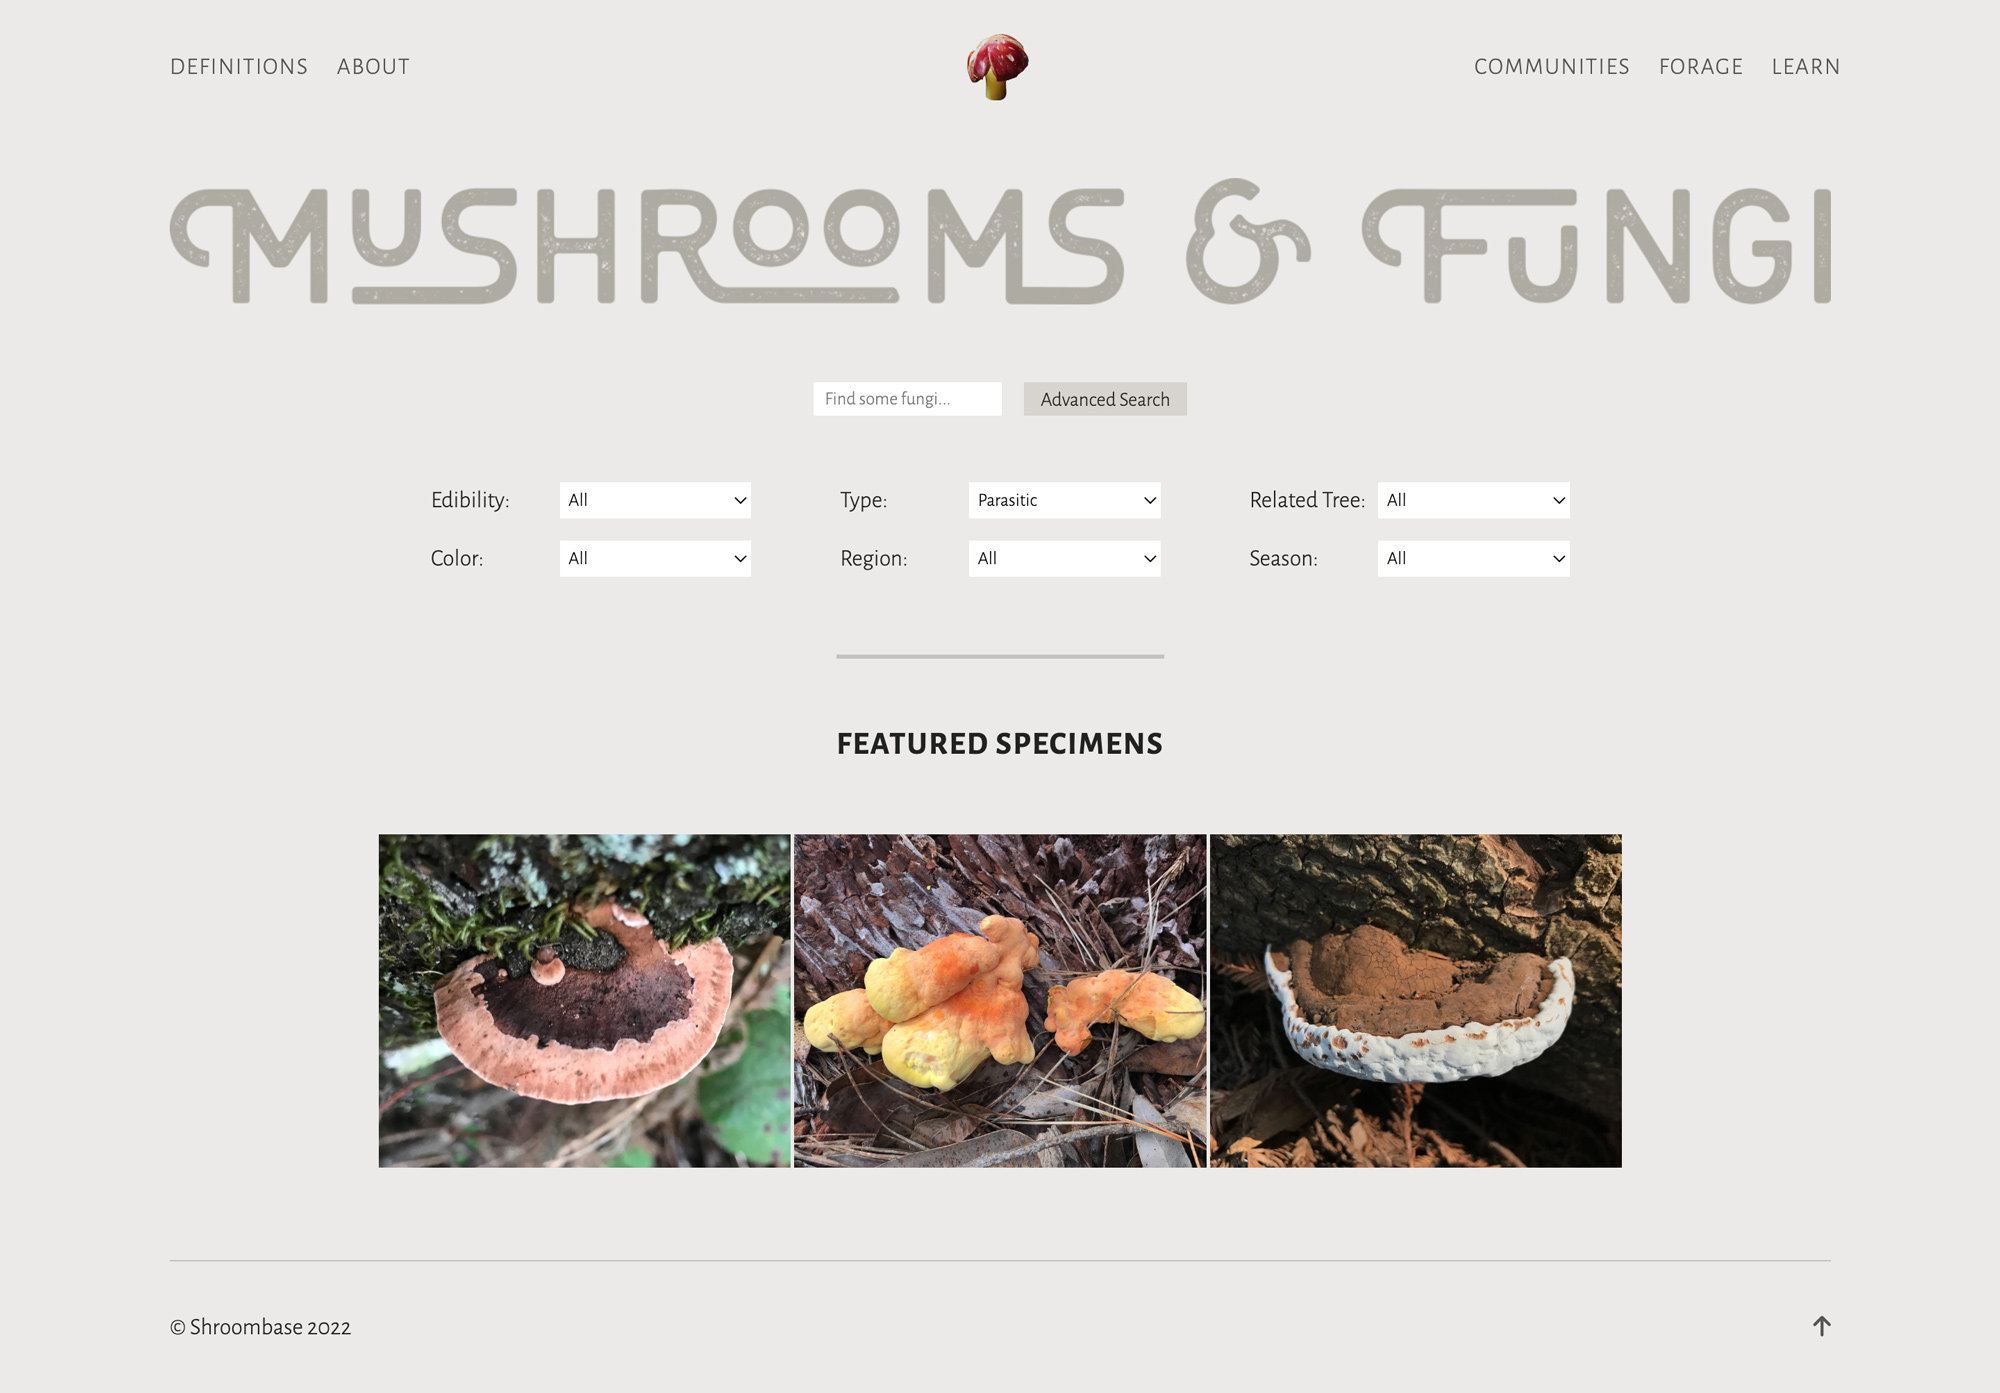 DEFINITIONS ABOUT COMMUNITIES FORAGE LEARN
MUSHROOMS & FUNGI
Find some fungi... Advanced Search
Edibility: All Type: Parasitic Related Tree: All
Color: All Region: All Season: All
FEATURED SPECIMENS
© Shroombase 2022